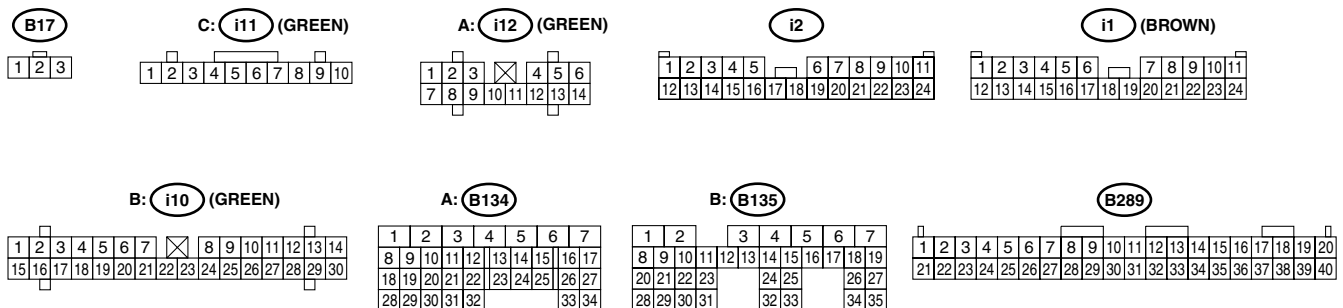 B17 C: i11 (GREEN) A: i12 (GREEN) i2 i1 (BROWN)
1 2 3 1 2 3 4 5 6 7 8 9 10 1 2 3 4 5 6 1 2 3 4 5 6 7 8 9 10 11 1 2 3 4 5 6 7 8 9 10 11
7 8 9 10 11 12 13 14 12 13 14 15 16 17 18 19 20 21 22 23 24 12 13 14 15 16 17 18 19 20 21 22 23 24
B: i10 (GREEN) A: B134 B: B135 B289
1 2 3 4 5 6 7 8 9 10 11 12 13 14 1 2 3 4 5 6 7 1 2 3 4 5 6 7 1 2 3 4 5 6 7 8 9 10 11 12 13 14 15 16 17 18 19 20
15 16 17 18 19 20 21 22 23 24 25 26 27 28 29 30 8 9 10 11 12 13 14 15 16 17 8 9 10 11 12 13 14 15 16 17 18 19 21 22 23 24 25 26 27 28 29 30 31 32 33 34 35 36 37 38 39 40
18 19 20 21 22 23 24 25 26 27 20 21 22 23 24 25 26 27
28 29 30 31 32 33 34 28 29 30 31 32 33 34 35